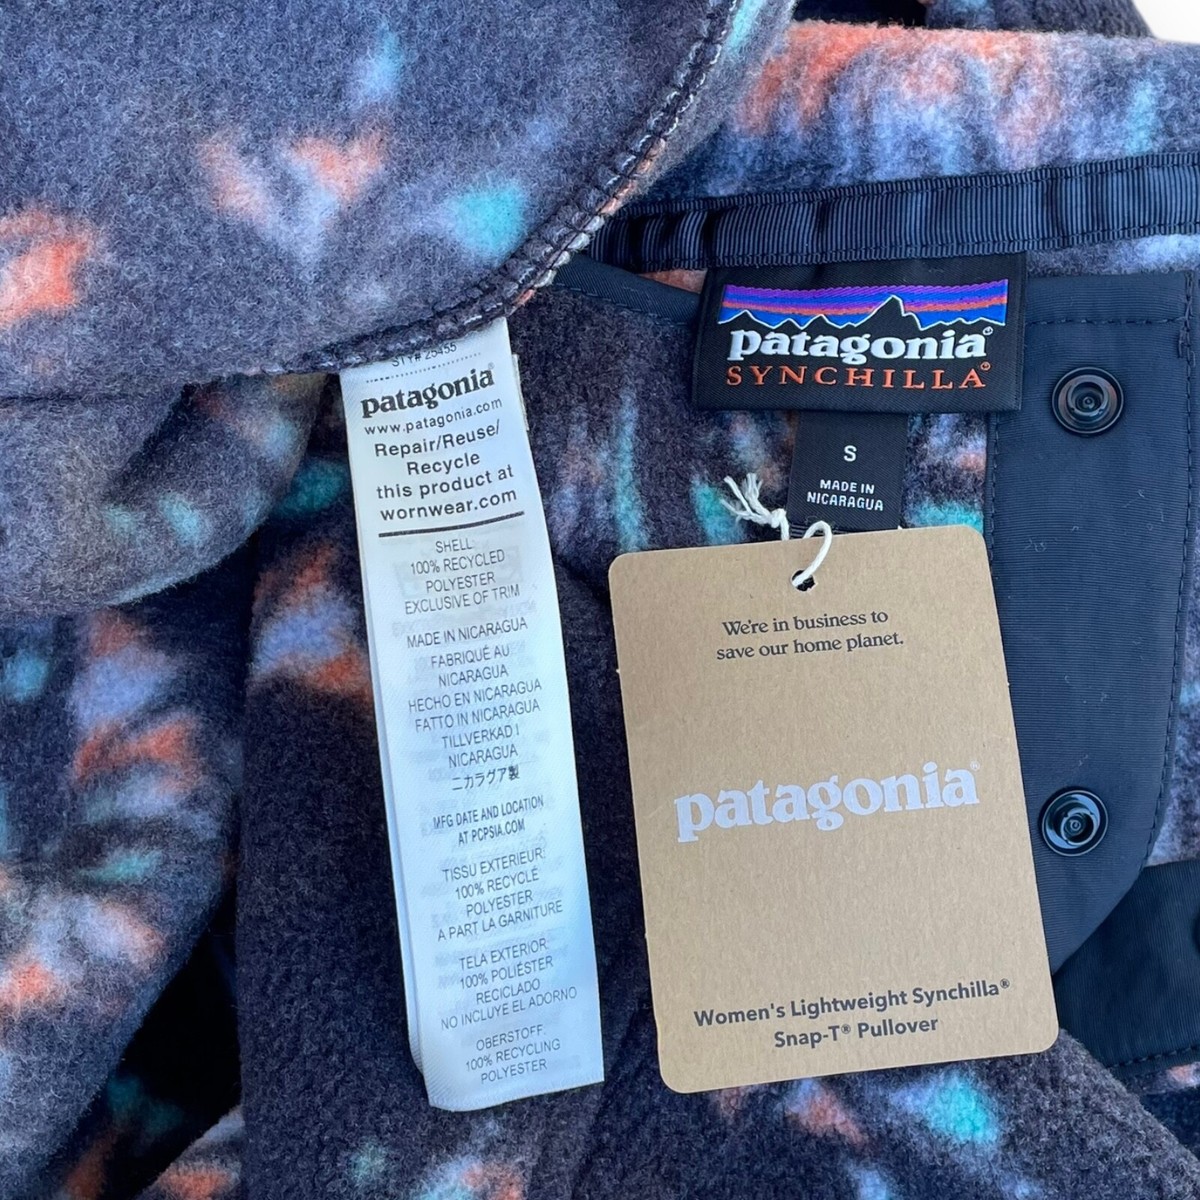 STY# 25455
patagonia®
www.patagonia.com
Repair/Reuse/
Recycle
this product at
wornwear.com
SHELL:
100% RECYCLED
POLYESTER
EXCLUSIVE OF TRIM
MADE IN NICARAGUA
FABRIQUÉ AU
NICARAGUA
HECHO EN NICARAGUA
FATTO IN NICARAGUA
TILLVERKAD I
NICARAGUA
ニカラグア製
MFG DATE AND LOCATION
AT PCPSIA.COM
TISSU EXTERIEUR:
100% RECYCLÉ
POLYESTER
A PART LA GARNITURE
TELA EXTERIOR:
100% POLIÉSTER
RECICLADO
NO INCLUYE EL ADORNO
OBERSTOFF:
100% RECYCLING
POLYESTER
patagonia®
SYNCHILLA®
S
MADE IN
NICARAGUA
We're in business to
save our home planet.
patagonia®
Women's Lightweight Synchilla®
Snap-T® Pullover